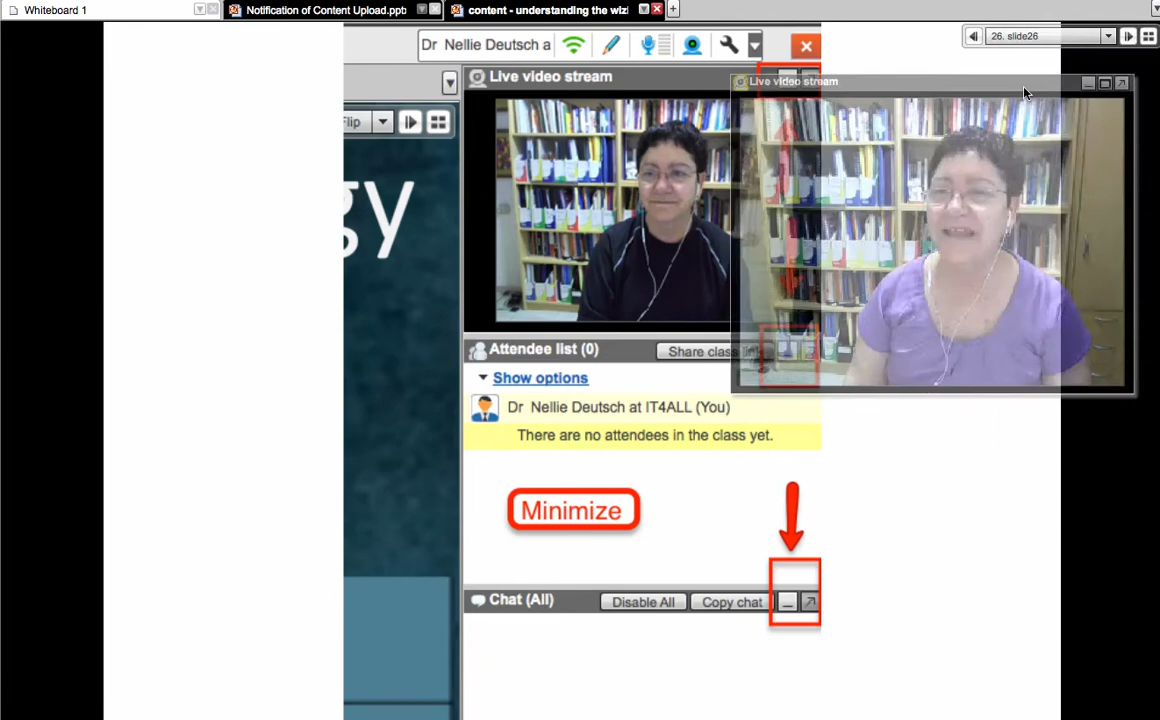 Whiteboard 1
Notification of Content Upload.ppb
content - understanding the wiz
26. slide26
Dr Nellie Deutsch a
Live video stream
Live video stream
Flip
gy
Attendee list (0)
Share class link
Show options
Dr Nellie Deutsch at IT4ALL (You)
There are no attendees in the class yet.
Minimize
Chat (All)
Disable All
Copy chat